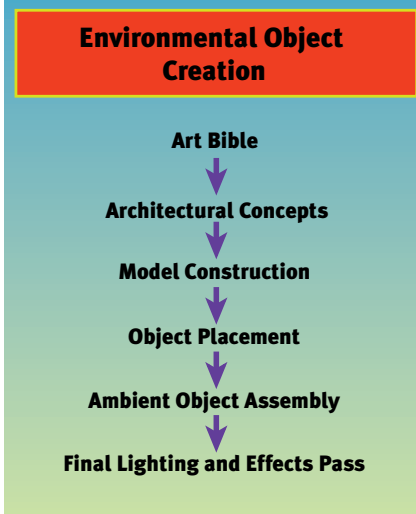 Environmental Object
Creation
Art Bible
Architectural Concepts
Model Construction
Object Placement
Ambient Object Assembly
Final Lighting and Effects Pass